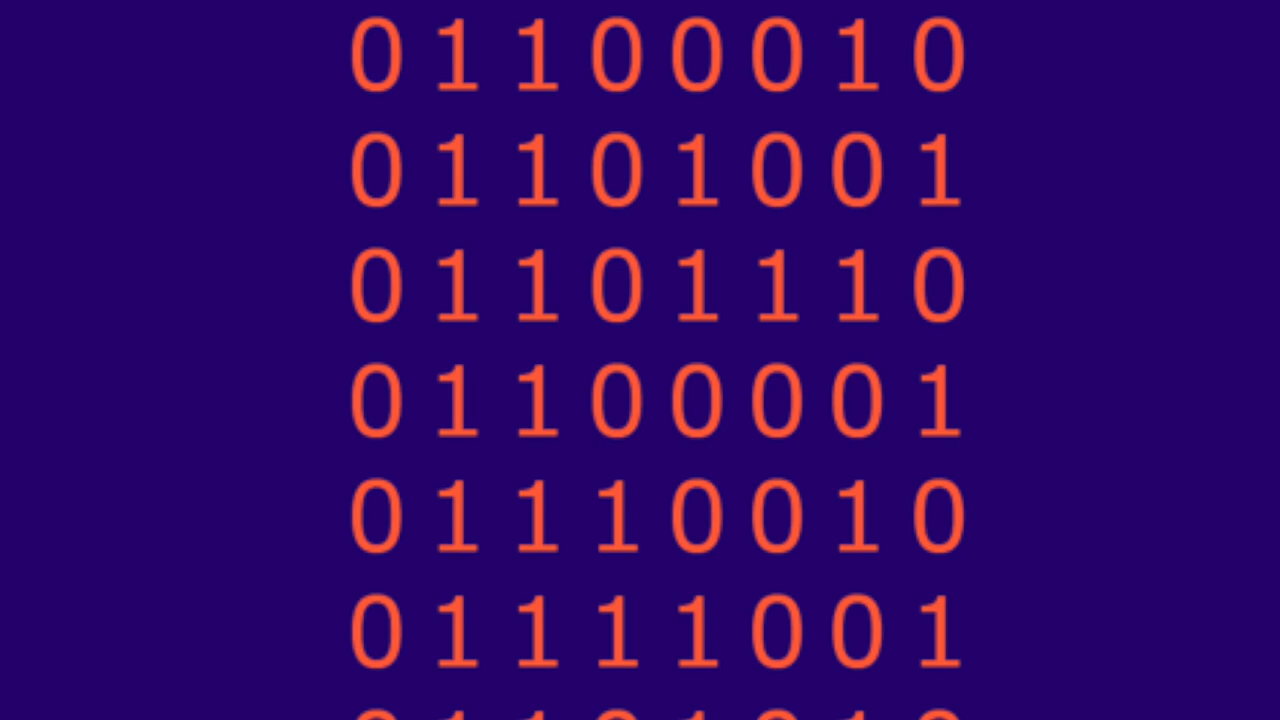 0 1 1 0 0 0 1 0
0 1 1 0 1 0 0 1
0 1 1 0 1 1 1 0
0 1 1 0 0 0 0 1
0 1 1 1 0 0 1 0
0 1 1 1 1 0 0 1